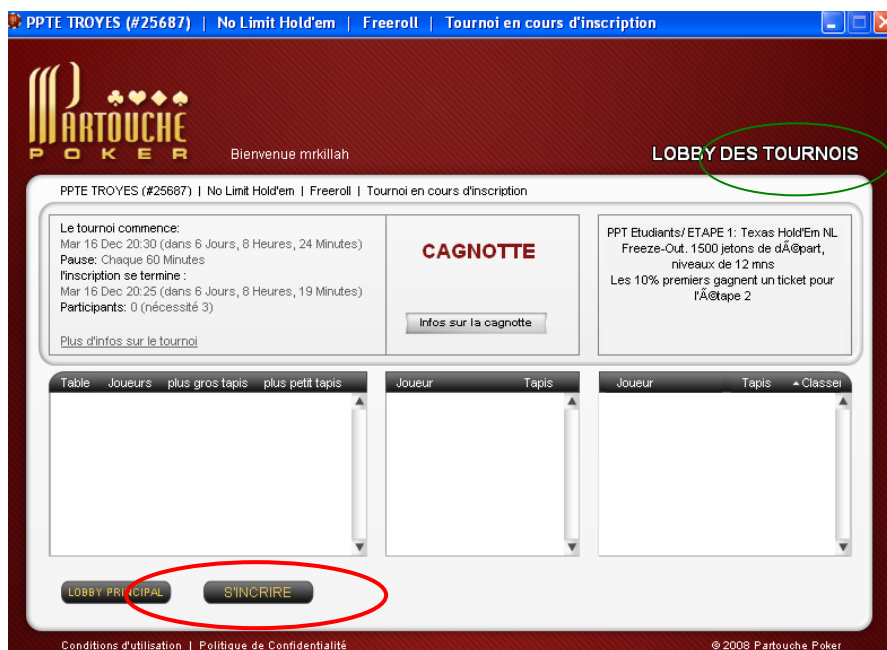 PPTE TROYES (#25687) | No Limit Hold'em | Freeroll | Tournoi en cours d'inscription
PARTOUCHE
POKER
Bienvenue mrkillah
LOBBY DES TOURNOIS
PPTE TROYES (#25687) | No Limit Hold'em | Freeroll | Tournoi en cours d'inscription
Le tournoi commence:
Mar 16 Dec 20:30 (dans 6 Jours, 8 Heures, 24 Minutes)
Pause: Chaque 60 Minutes
l'inscription se termine :
Mar 16 Dec 20:25 (dans 6 Jours, 8 Heures, 19 Minutes)
Participants: 0 (nécessité 3)
Plus d'infos sur le tournoi
CAGNOTTE
Infos sur la cagnotte
PPT Etudiants/ ETAPE 1: Texas Hold'Em NL
Freeze-Out. 1500 jetons de dÃ©part,
niveaux de 12 mns
Les 10% premiers gagnent un ticket pour
l'Ã©tape 2
Table Joueurs plus gros tapis plus petit tapis
Joueur Tapis
Joueur Tapis Classer
LOBBY PRINCIPAL
S'INCRIRE
Conditions d'utilisation | Politique de Confidentialité
© 2008 Partouche Poker